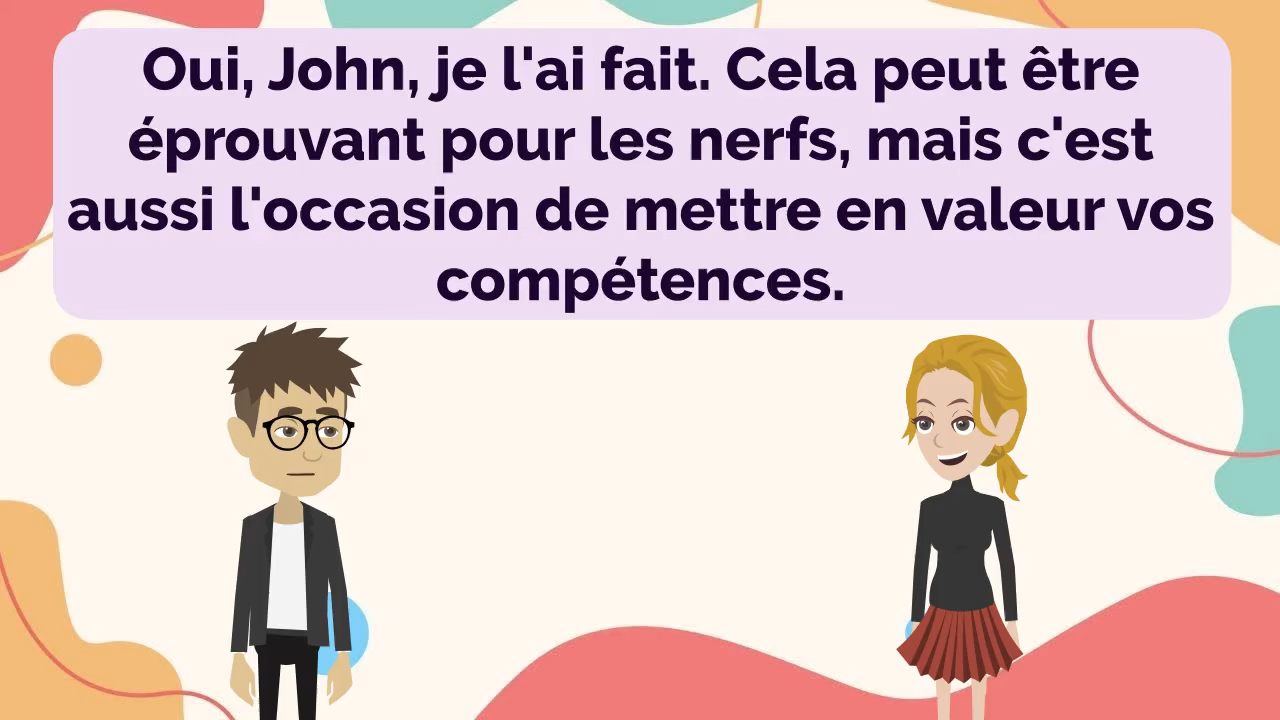 Oui, John, je l'ai fait. Cela peut être
éprouvant pour les nerfs, mais c'est
aussi l'occasion de mettre en valeur vos
compétences.